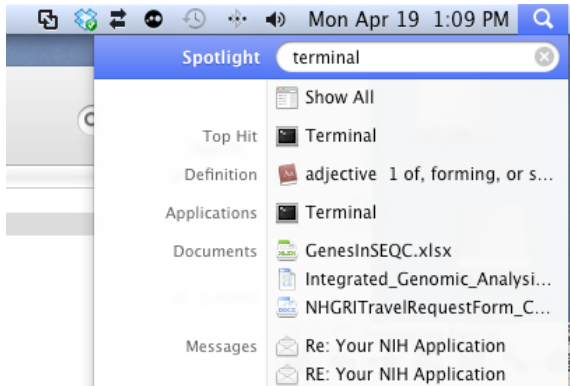 Mon Apr 19 1:09 PM
Spotlight terminal
Show All
Top Hit Terminal
Definition adjective 1 of, forming, or s...
Applications Terminal
Documents GenesInSEQC.xlsx
Integrated_Genomic_Analysi...
NHGRITravelRequestForm_C...
Messages Re: Your NIH Application
RE: Your NIH Application